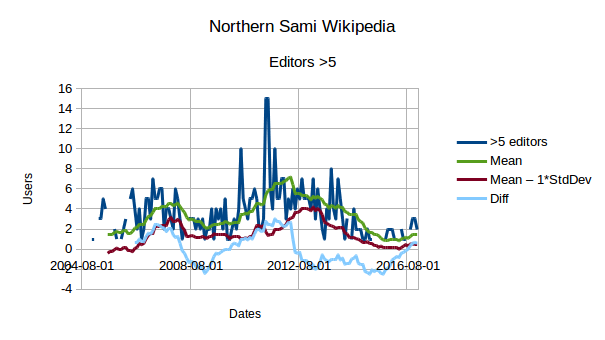 Northern Sami Wikipedia
Editors >5
16
14
12
10
8
6
4
2
0
-2
-4
2004-08-01
2008-08-01
2012-08-01
2016-08-01
Users
Dates
>5 editors
Mean
Mean – 1*StdDev
Diff